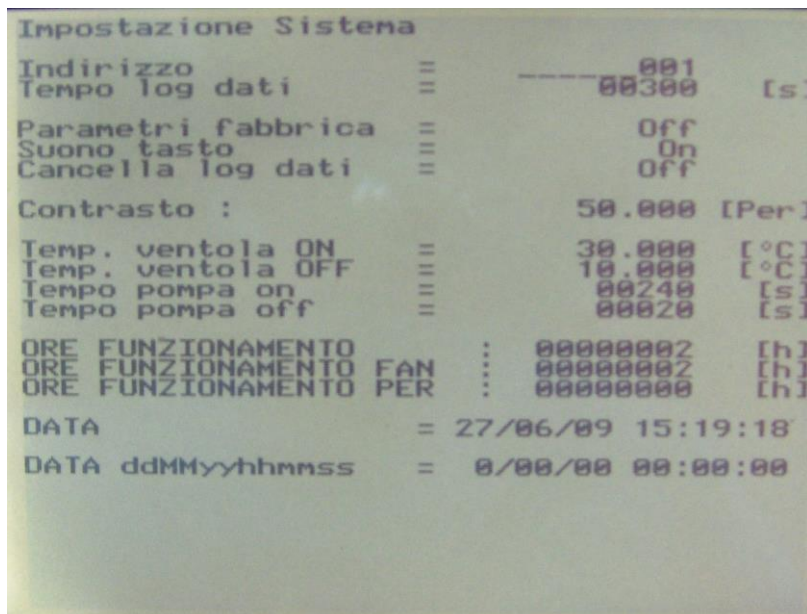 Impostazione Sistema
Indirizzo = _____001
Tempo log dati = 00300 [s]
Parametri fabbrica = Off
Suono tasto = On
Cancella log dati = Off
Contrasto : 50.000 [Per]
Temp. ventola ON = 30.000 [°C]
Temp. ventola OFF = 10.000 [°C]
Tempo pompa on = 00240 [s]
Tempo pompa off = 00020 [s]
ORE FUNZIONAMENTO : 00000002 [h]
ORE FUNZIONAMENTO FAN : 00000002 [h]
ORE FUNZIONAMENTO PER : 00000000 [h]
DATA = 27/06/09 15:19:18
DATA ddMMyyhhmmss = 0/00/00 00:00:00